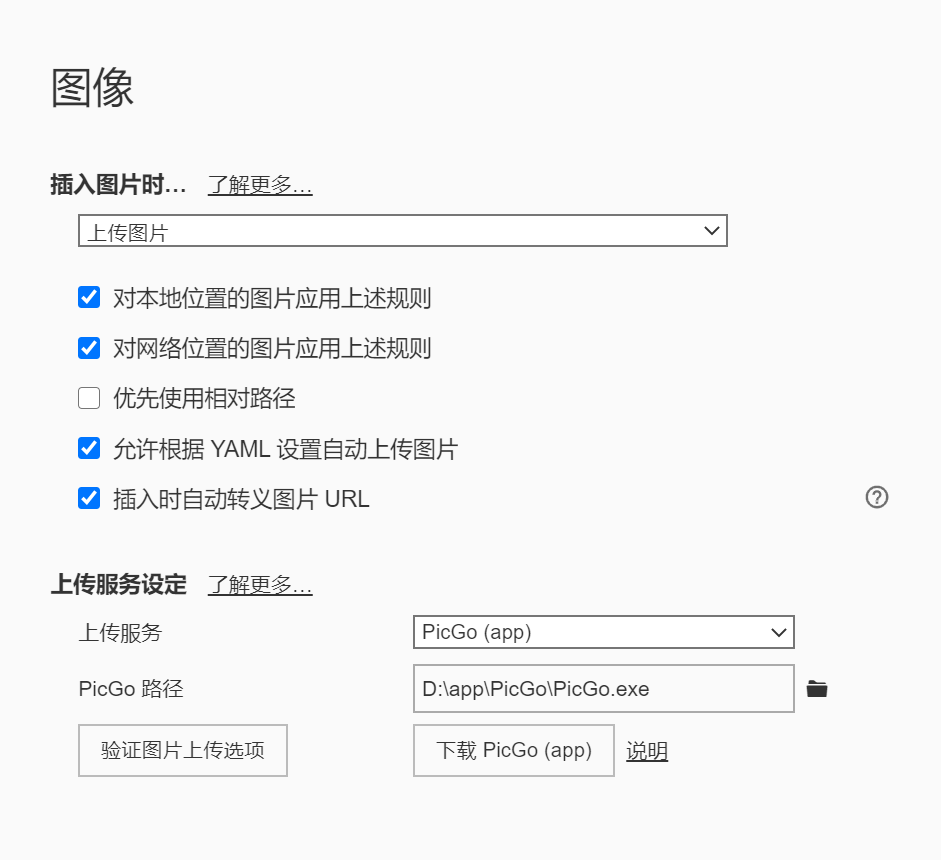 图像
插入图片时... 了解更多...
上传图片
对本地位置的图片应用上述规则
对网络位置的图片应用上述规则
优先使用相对路径
允许根据 YAML 设置自动上传图片
插入时自动转义图片 URL
上传服务设定 了解更多...
上传服务 PicGo (app)
PicGo 路径 D:\app\PicGo\PicGo.exe
验证图片上传选项 下载 PicGo (app) 说明